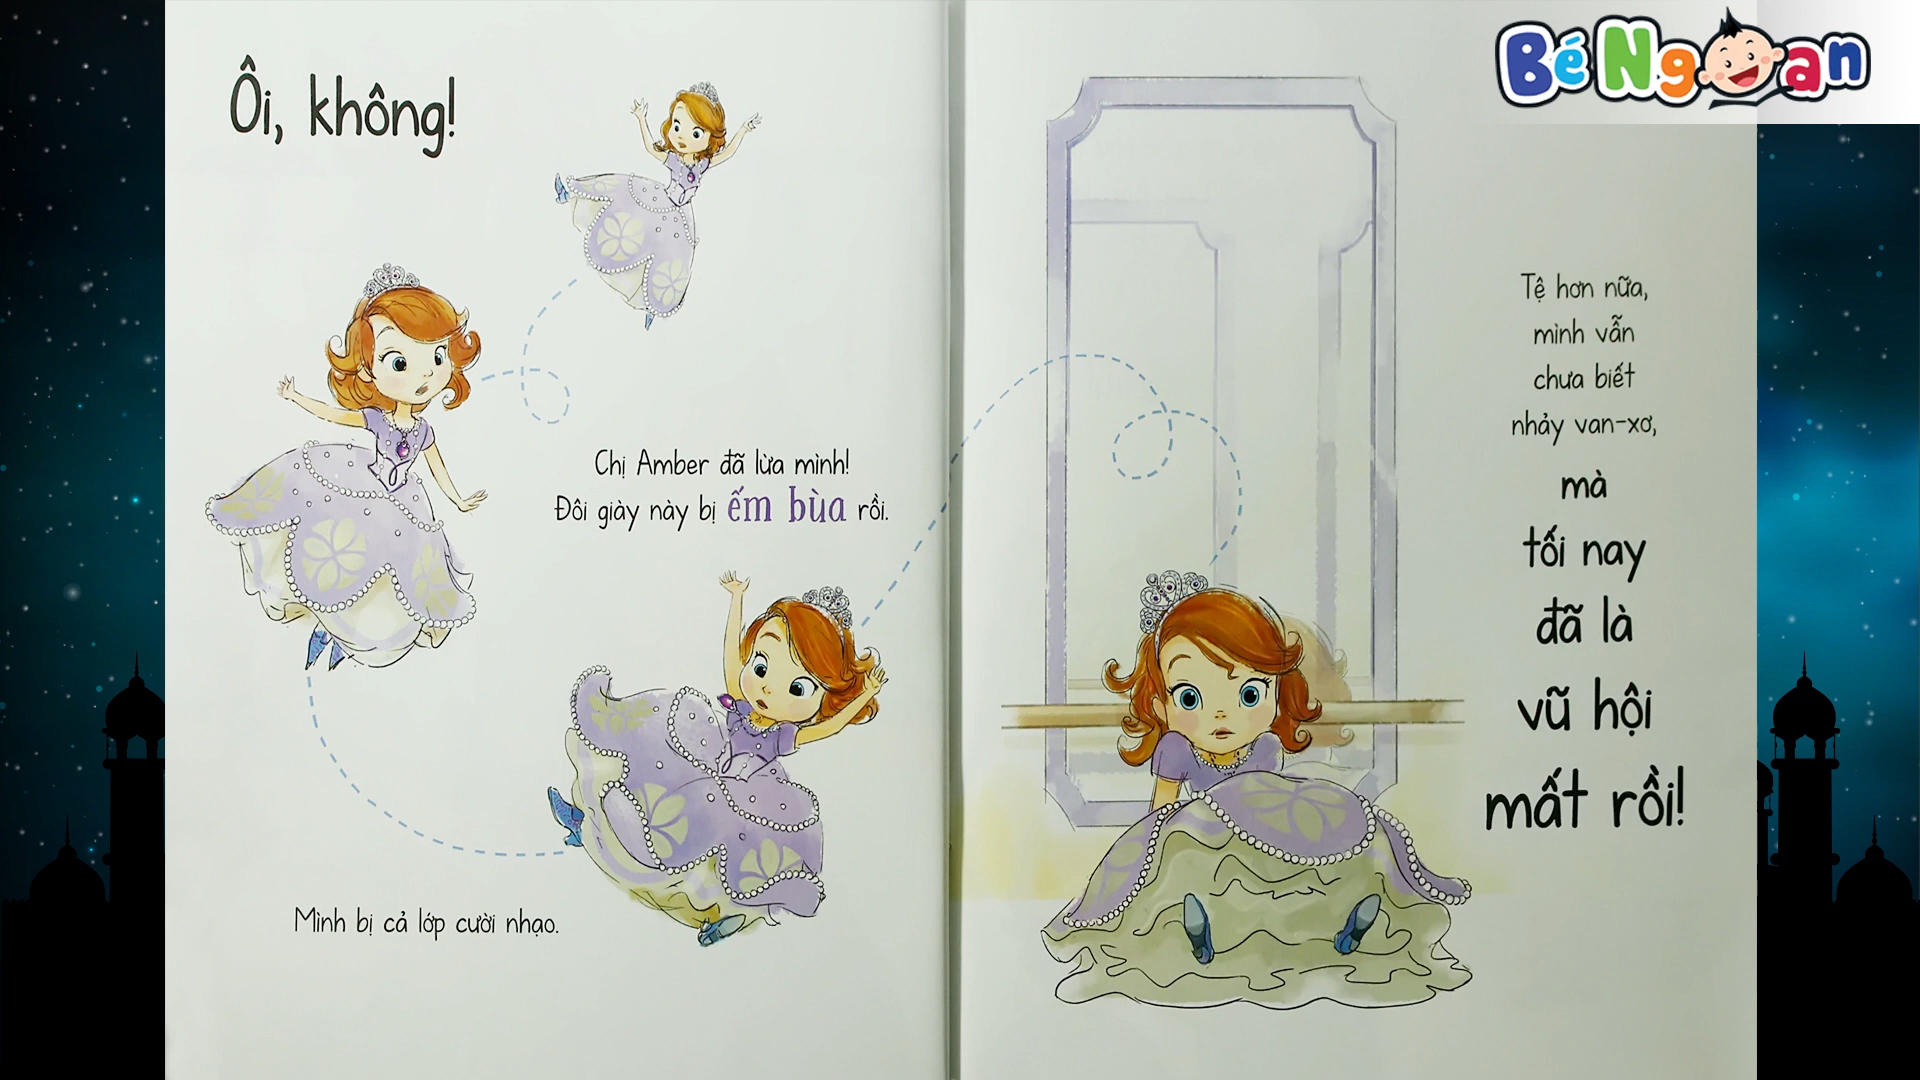 Ôi, không!
Chị Amber đã lừa mình!
Đôi giày này bị ếm bùa rồi.
Mình bị cả lớp cười nhạo.
Bé Ngoan
Tệ hơn nữa,
mình vẫn
chưa biết
nhảy van-xơ,
mà
tối nay
đã là
vũ hội
mất rồi!